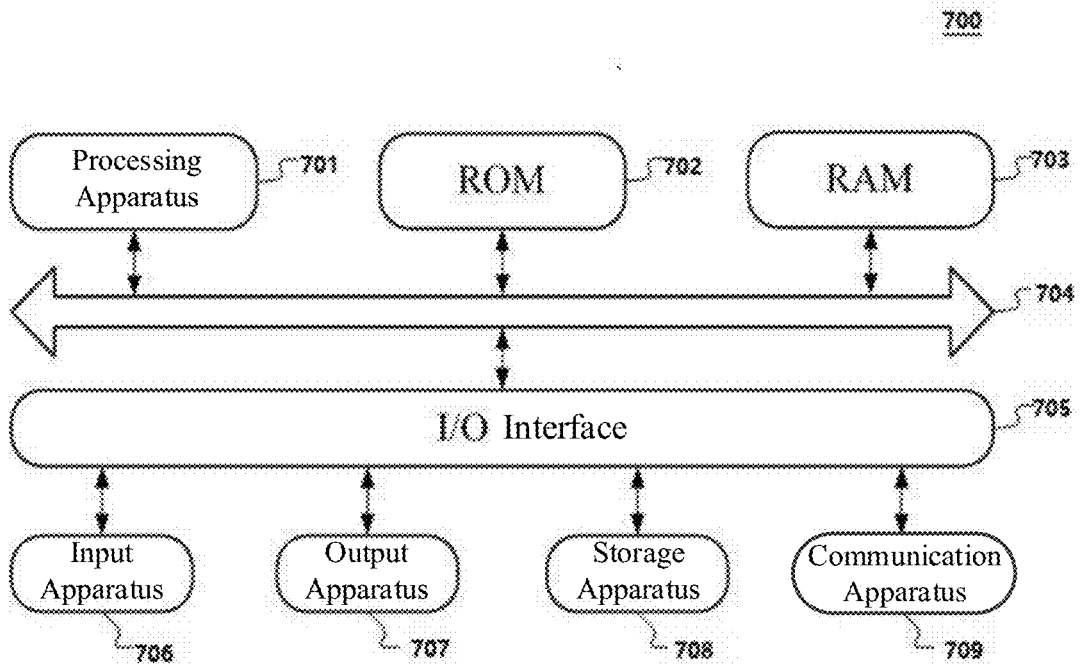 700
Processing
Apparatus
701
ROM
702
RAM
703
704
I/O Interface
705
Input
Apparatus
Output
Apparatus
Storage
Apparatus
Communication
Apparatus
706
707
708
709